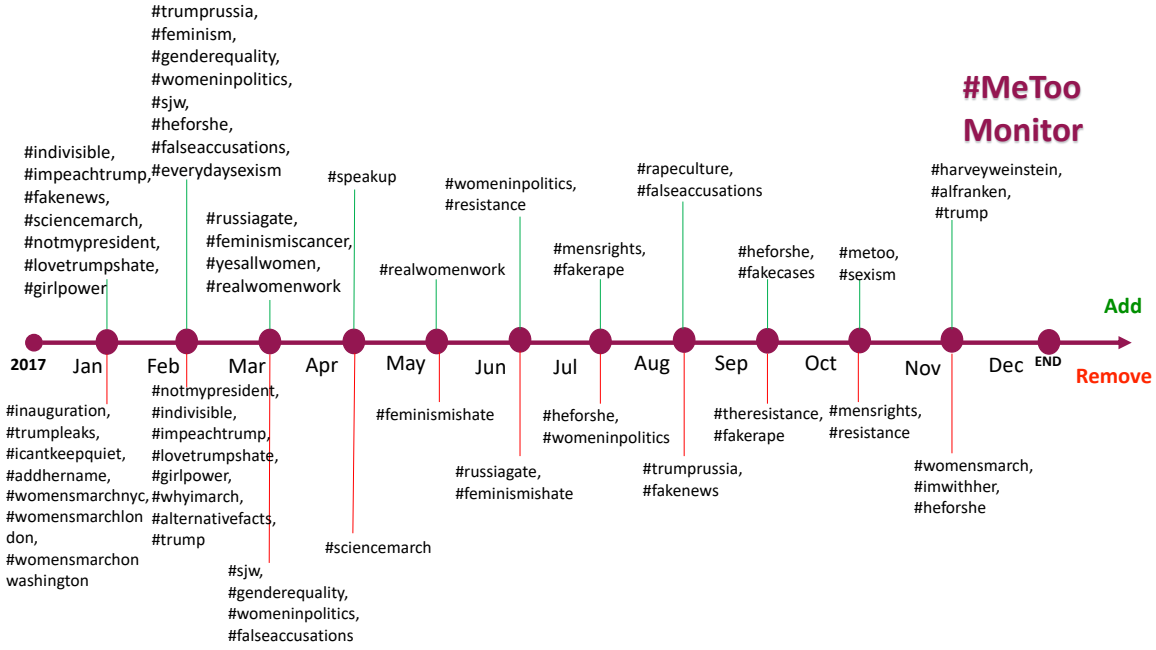 #trumprussia,
#feminism,
#genderequality,
#womeninpolitics,
#sjw,
#heforshe,
#falseaccusations,
#everydaysexism
#MeToo
Monitor
#indivisible,
#impeachtrump,
#fakenews,
#sciencemarch,
#notmypresident,
#lovetrumpshate,
#girlpower
#russiagate,
#feminismiscancer,
#yesallwomen,
#realwomenwork
#speakup
#realwomenwork
#womeninpolitics,
#resistance
#mensrights,
#fakerape
#rapeculture,
#falseaccusations
#heforshe,
#fakecases
#metoo,
#sexism
#harveyweinstein,
#alfranken,
#trump
Add
2017 Jan Feb Mar Apr May Jun Jul Aug Sep Oct Nov Dec END
Remove
#inauguration,
#trumpleaks,
#icantkeepquiet,
#addhername,
#womensmarchnyc,
#womensmarchlon
don,
#womensmarchon
washington
#notmypresident,
#indivisible,
#impeachtrump,
#lovetrumpshate,
#girlpower,
#whyimarch,
#alternativefacts,
#trump
#sjw,
#genderequality,
#womeninpolitics,
#falseaccusations
#sciencemarch
#feminismishate
#russiagate,
#feminismishate
#heforshe,
#womeninpolitics
#trumprussia,
#fakenews
#theresistance,
#fakerape
#mensrights,
#resistance
#womensmarch,
#imwithher,
#heforshe